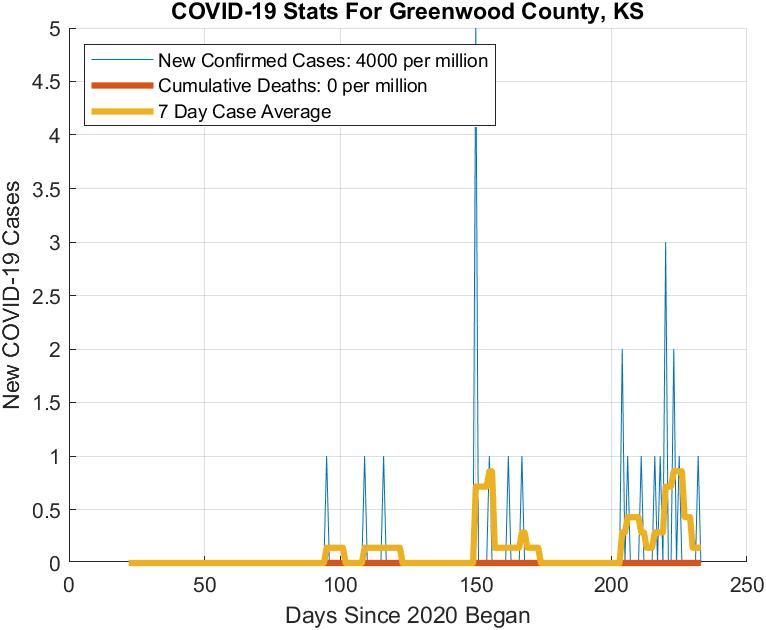 COVID-19 Stats For Greenwood County, KS
New Confirmed Cases: 4000 per million
Cumulative Deaths: 0 per million
7 Day Case Average
New COVID-19 Cases
5
4.5
4
3.5
3
2.5
2
1.5
1
0.5
0
0 50 100 150 200 250
Days Since 2020 Began